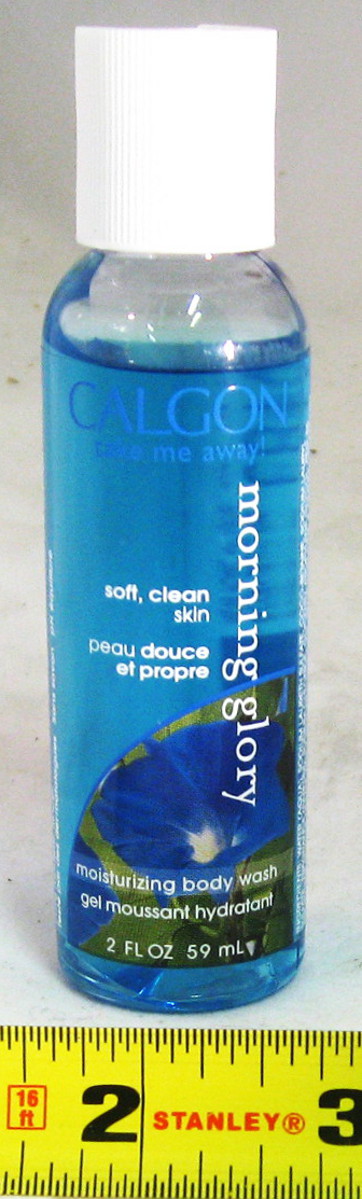 CALGON
take me away!
morning glory
soft, clean
skin
peau douce
et propre
moisturizing body wash
gel moussant hydratant
2 FL OZ 59 mL
16
ft
2
STANLEY®
3